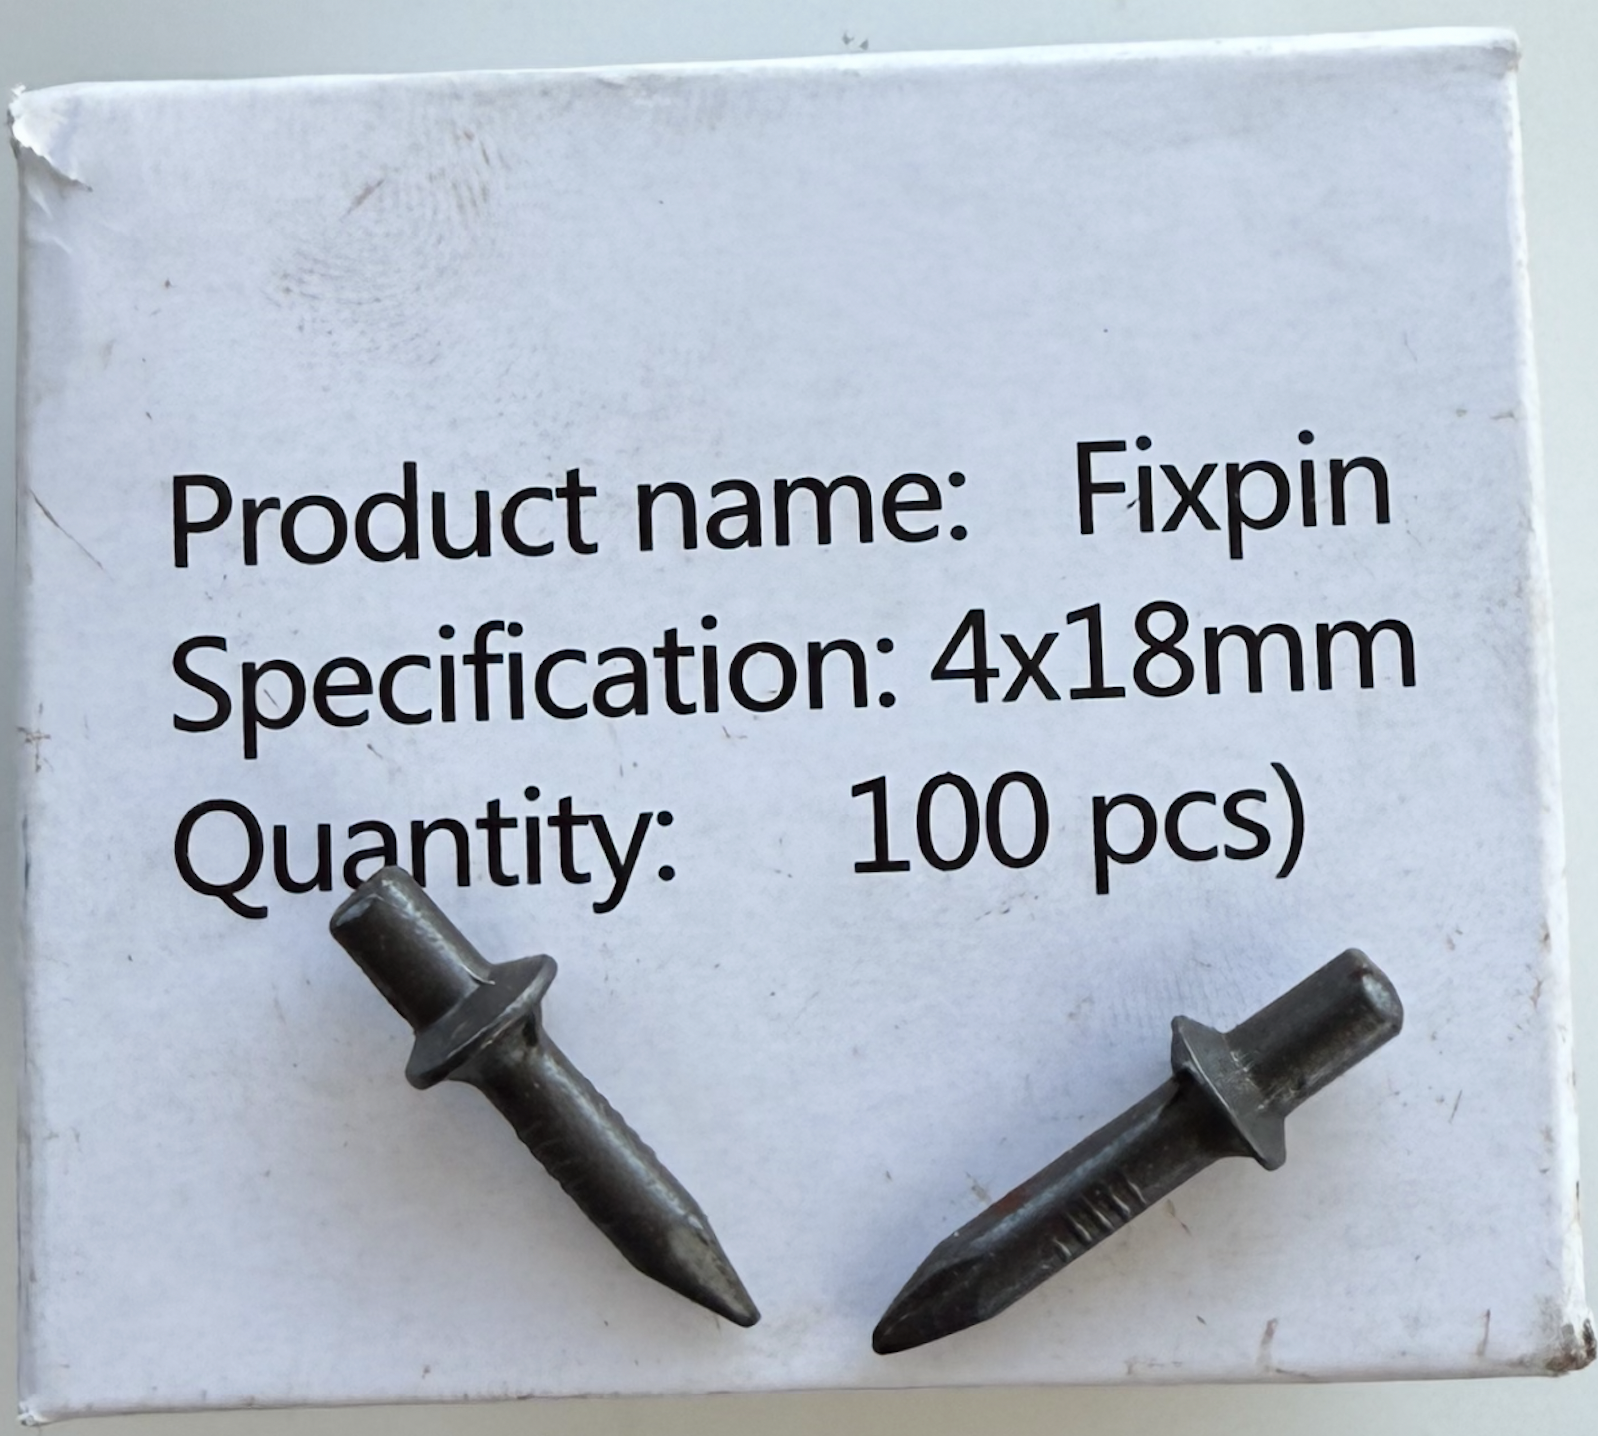 Product name: Fixpin
Specification: 4x18mm
Quantity: 100 pcs)